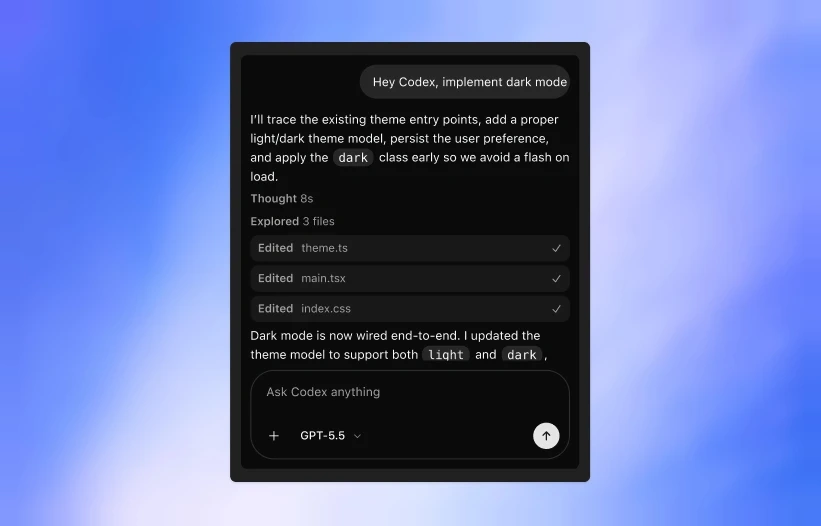 Hey Codex, implement dark mode
I’ll trace the existing theme entry points, add a proper
light/dark theme model, persist the user preference,
and apply the dark class early so we avoid a flash on
load.
Thought 8s
Explored 3 files
Edited theme.ts
Edited main.tsx
Edited index.css
Dark mode is now wired end-to-end. I updated the
theme model to support both light and dark,
Ask Codex anything
GPT-5.5